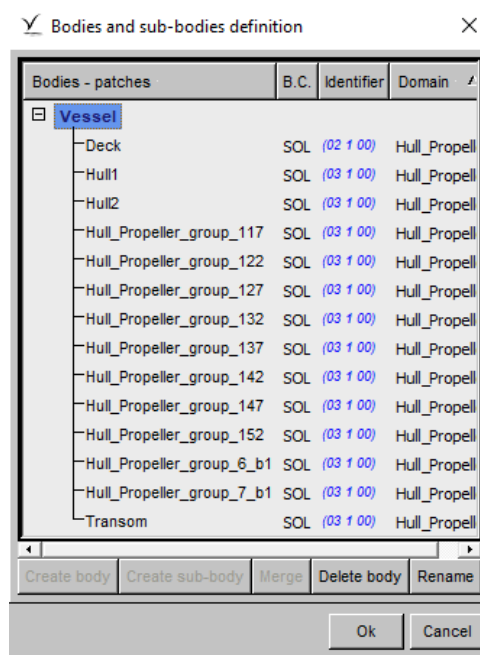 Bodies and sub-bodies definition
Bodies - patches B.C. Identifier Domain
Vessel
Deck SOL (02 1 00) Hull_Propell
Hull1 SOL (03 1 00) Hull_Propell
Hull2 SOL (03 1 00) Hull_Propell
Hull_Propeller_group_117 SOL (03 1 00) Hull_Propell
Hull_Propeller_group_122 SOL (03 1 00) Hull_Propell
Hull_Propeller_group_127 SOL (03 1 00) Hull_Propell
Hull_Propeller_group_132 SOL (03 1 00) Hull_Propell
Hull_Propeller_group_137 SOL (03 1 00) Hull_Propell
Hull_Propeller_group_142 SOL (03 1 00) Hull_Propell
Hull_Propeller_group_147 SOL (03 1 00) Hull_Propell
Hull_Propeller_group_152 SOL (03 1 00) Hull_Propell
Hull_Propeller_group_6_b1 SOL (03 1 00) Hull_Propell
Hull_Propeller_group_7_b1 SOL (03 1 00) Hull_Propell
Transom SOL (03 1 00) Hull_Propell
Create body Create sub-body Merge Delete body Rename
Ok Cancel